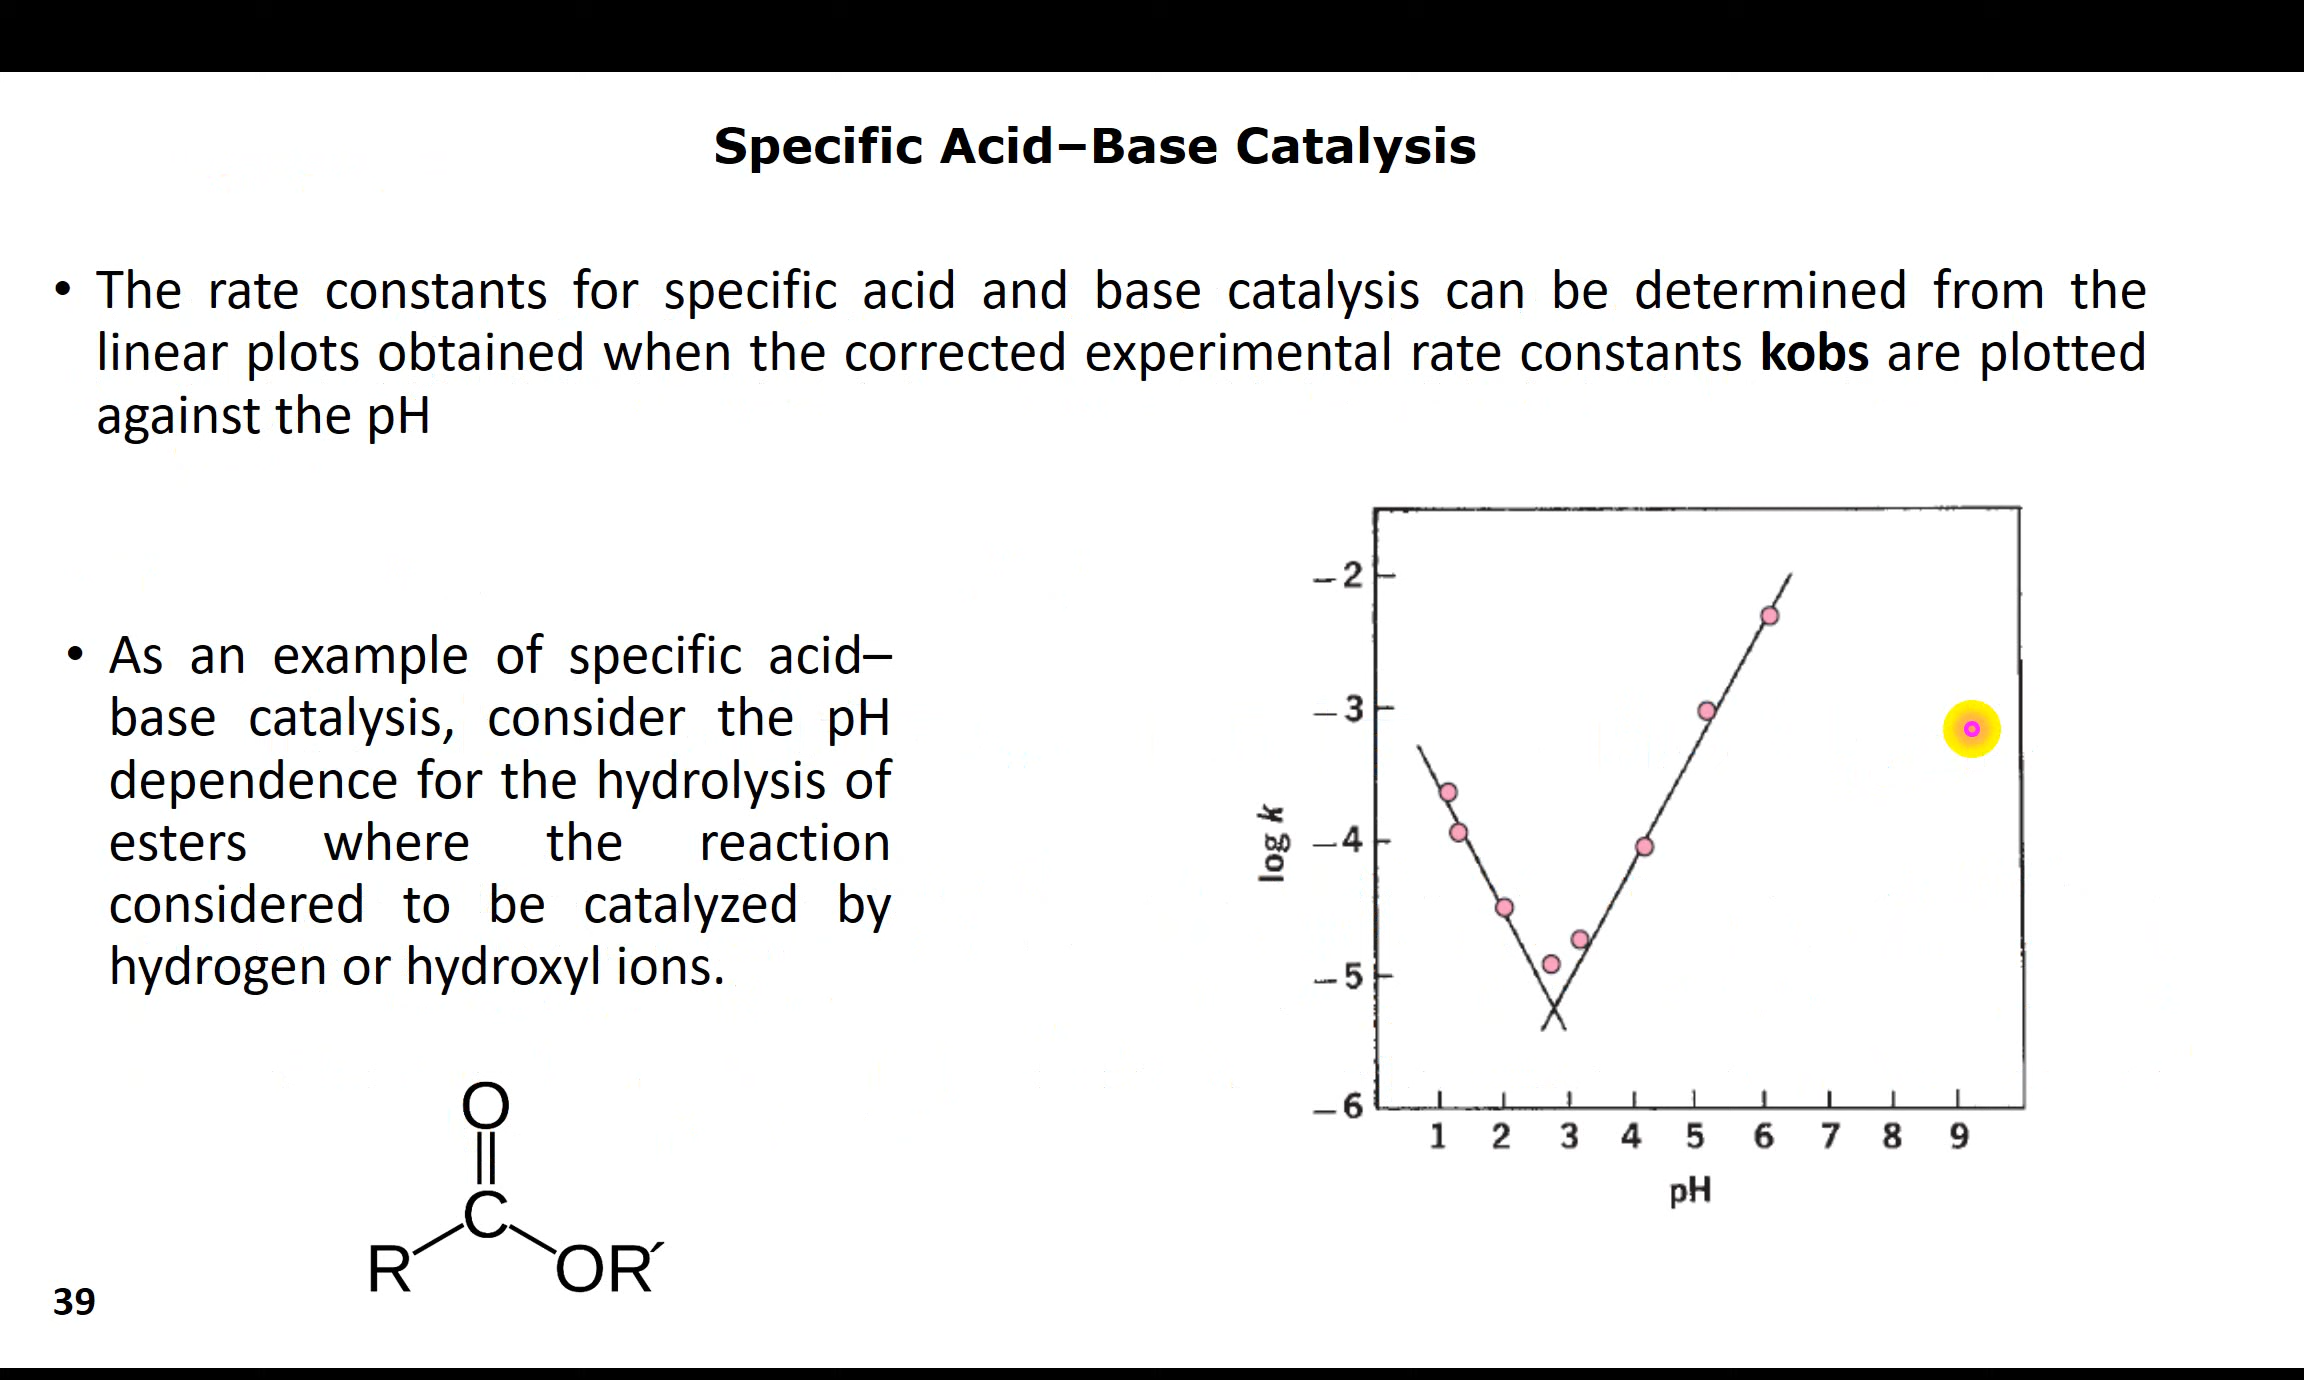 Specific Acid–Base Catalysis
• The rate constants for specific acid and base catalysis can be determined from the
linear plots obtained when the corrected experimental rate constants kobs are plotted
against the pH
• As an example of specific acid–
base catalysis, consider the pH
dependence for the hydrolysis of
esters where the reaction
considered to be catalyzed by
hydrogen or hydroxyl ions.
O
C
R
OR´
39
log k
–2
–3
–4
–5
–6
1 2 3 4 5 6 7 8 9
pH